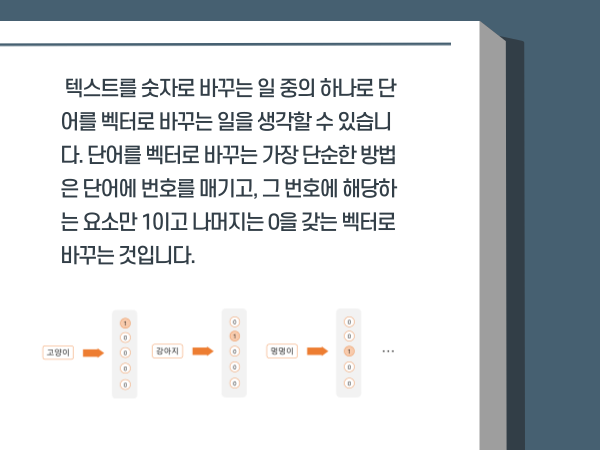 텍스트를 숫자로 바꾸는 일 중의 하나로 단
어를 벡터로 바꾸는 일을 생각할 수 있습니
다. 단어를 벡터로 바꾸는 가장 단순한 방법
은 단어에 번호를 매기고, 그 번호에 해당하
는 요소만 1이고 나머지는 0을 갖는 벡터로
바꾸는 것입니다.
고양이
1
0
0
0
0
강아지
0
1
0
0
0
멍멍이
0
0
1
0
0
...